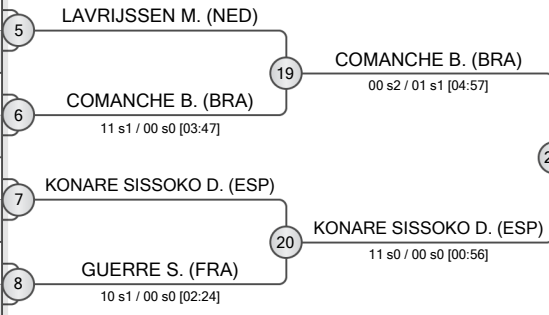 5
LAVRIJSSEN M. (NED)
19
COMANCHE B. (BRA)
00 s2 / 01 s1 [04:57]
6
COMANCHE B. (BRA)
11 s1 / 00 s0 [03:47]
7
KONARE SISSOKO D. (ESP)
20
KONARE SISSOKO D. (ESP)
11 s0 / 00 s0 [00:56]
8
GUERRE S. (FRA)
10 s1 / 00 s0 [02:24]